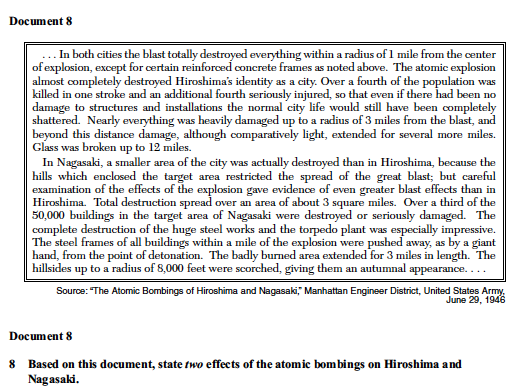 Document 8
. . . In both cities the blast totally destroyed everything within a radius of 1 mile from the center
of explosion, except for certain reinforced concrete frames as noted above. The atomic explosion
almost completely destroyed Hiroshima's identity as a city. Over a fourth of the population was
killed in one stroke and an additional fourth seriously injured, so that even if there had been no
damage to structures and installations the normal city life would still have been completely
shattered. Nearly everything was heavily damaged up to a radius of 3 miles from the blast, and
beyond this distance damage, although comparatively light, extended for several more miles.
Glass was broken up to 12 miles.
In Nagasaki, a smaller area of the city was actually destroyed than in Hiroshima, because the
hills which enclosed the target area restricted the spread of the great blast; but careful
examination of the effects of the explosion gave evidence of even greater blast effects than in
Hiroshima. Total destruction spread over an area of about 3 square miles. Over a third of the
50,000 buildings in the target area of Nagasaki were destroyed or seriously damaged. The
complete destruction of the huge steel works and the torpedo plant was especially impressive.
The steel frames of all buildings within a mile of the explosion were pushed away, as by a giant
hand, from the point of detonation. The badly burned area extended for 3 miles in length. The
hillsides up to a radius of 8,000 feet were scorched, giving them an autumnal appearance. . . .
Source: "The Atomic Bombings of Hiroshima and Nagasaki," Manhattan Engineer District, United States Army,
June 29, 1946
Document 8
8 Based on this document, state two effects of the atomic bombings on Hiroshima and
Nagasaki.